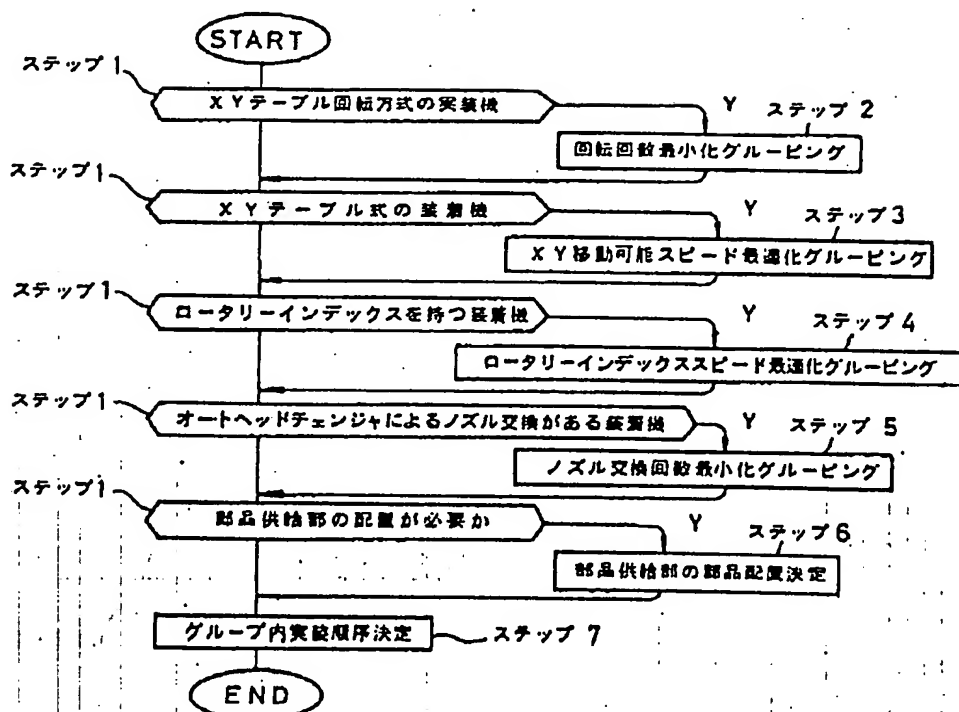 START
ステップ1
XYテーブル回転方式の実装機
Y
ステップ2
回転回数最小化グルーピング
ステップ1
XYテーブル式の装着機
Y
ステップ3
XY移動可能スピード最適化グルーピング
ステップ1
ロータリーインデックスを持つ装着機
Y
ステップ4
ロータリーインデックススピード最適化グルーピング
ステップ1
オートヘッドチェンジャによるノズル交換がある装着機
Y
ステップ5
ノズル交換回数最小化グルーピング
ステップ1
部品供給部の配置が必要か
Y
ステップ6
部品供給部の部品配置決定
グループ内実装順序決定
ステップ7
END